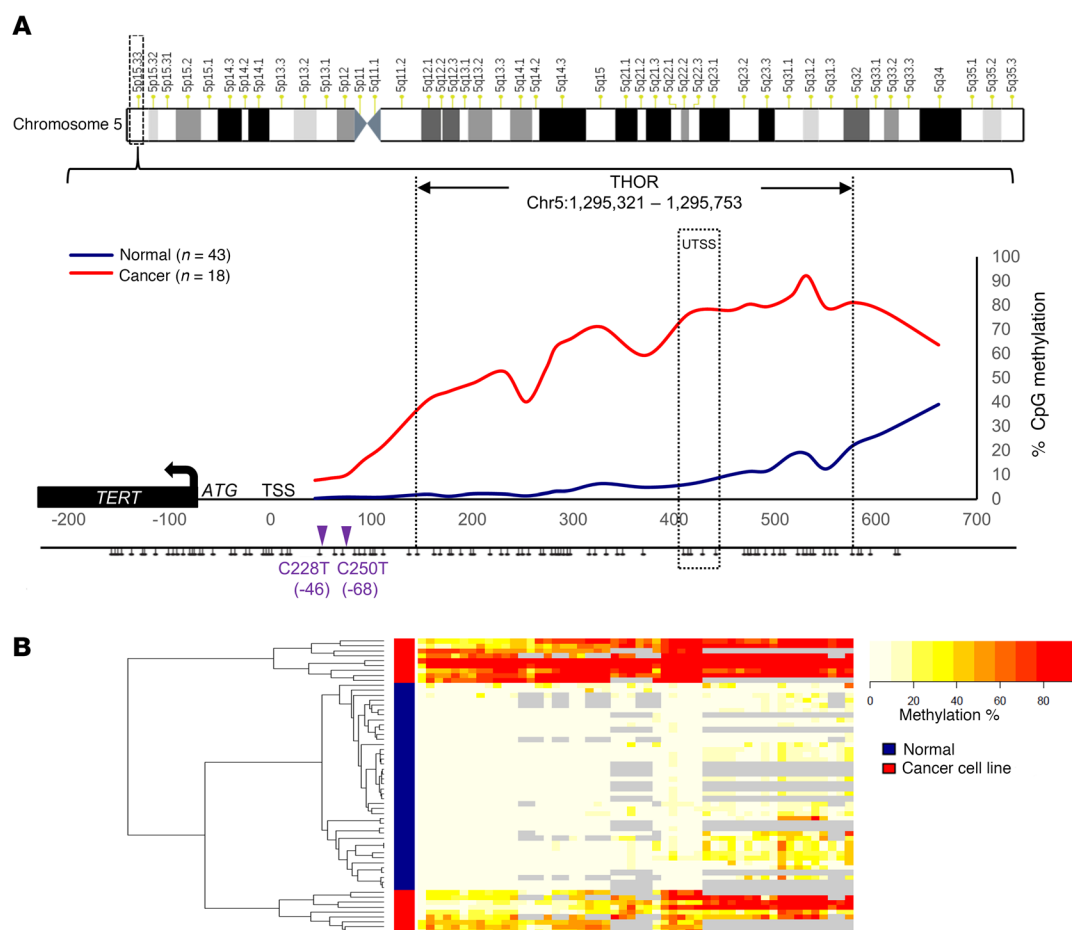 A
5p15.33 5p15.32 5p15.31 5p15.2 5p15.1 5p14.3 5p14.2 5p14.1 5p13.3 5p13.2 5p13.1 5p12 5p11 5q11.1 5q11.2 5q12.1 5q12.2 5q12.3 5q13.1 5q13.2 5q13.3 5q14.1 5q14.2 5q14.3 5q15 5q21.1 5q21.2 5q21.3 5q22.1 5q22.2 5q22.3 5q23.1 5q23.2 5q23.3 5q31.1 5q31.2 5q31.3 5q32 5q33.1 5q33.2 5q33.3 5q34 5q35.1 5q35.2 5q35.3
Chromosome 5
THOR
Chr5:1,295,321 – 1,295,753
UTSS
Normal (n = 43)
Cancer (n = 18)
100
90
80
70
60
50
40
30
20
10
0
% CpG methylation
TERT ATG TSS
-200 -100 0 100 200 300 400 500 600 700
C228T C250T
(-46) (-68)
B
0 20 40 60 80
Methylation %
Normal
Cancer cell line